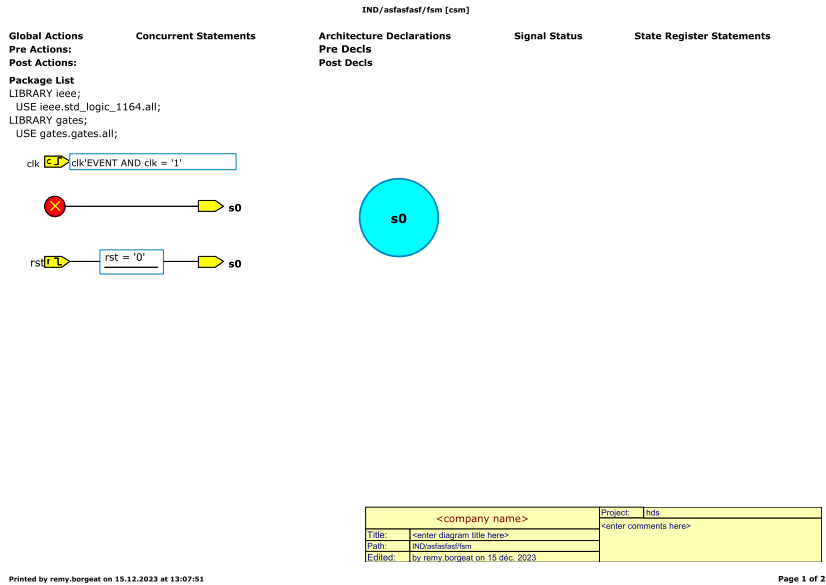 IND/asfasfasf/fsm [csm]
Global Actions
Concurrent Statements
Architecture Declarations
Signal Status
State Register Statements
Pre Actions:
Pre Decls
Post Actions:
Post Decls
Package List
LIBRARY ieee;
USE ieee.std_logic_1164.all;
LIBRARY gates;
USE gates.gates.all;
clk
C
clk'EVENT AND clk = '1'
s0
s0
rst
rst = '0'
s0
<company name>
Project:
hds
<enter comments here>
Title:
<enter diagram title here>
Path:
IND/asfasfasf/fsm
Edited:
by remy.borgeat on 15 déc. 2023
Printed by remy.borgeat on 15.12.2023 at 13:07:51
Page 1 of 2